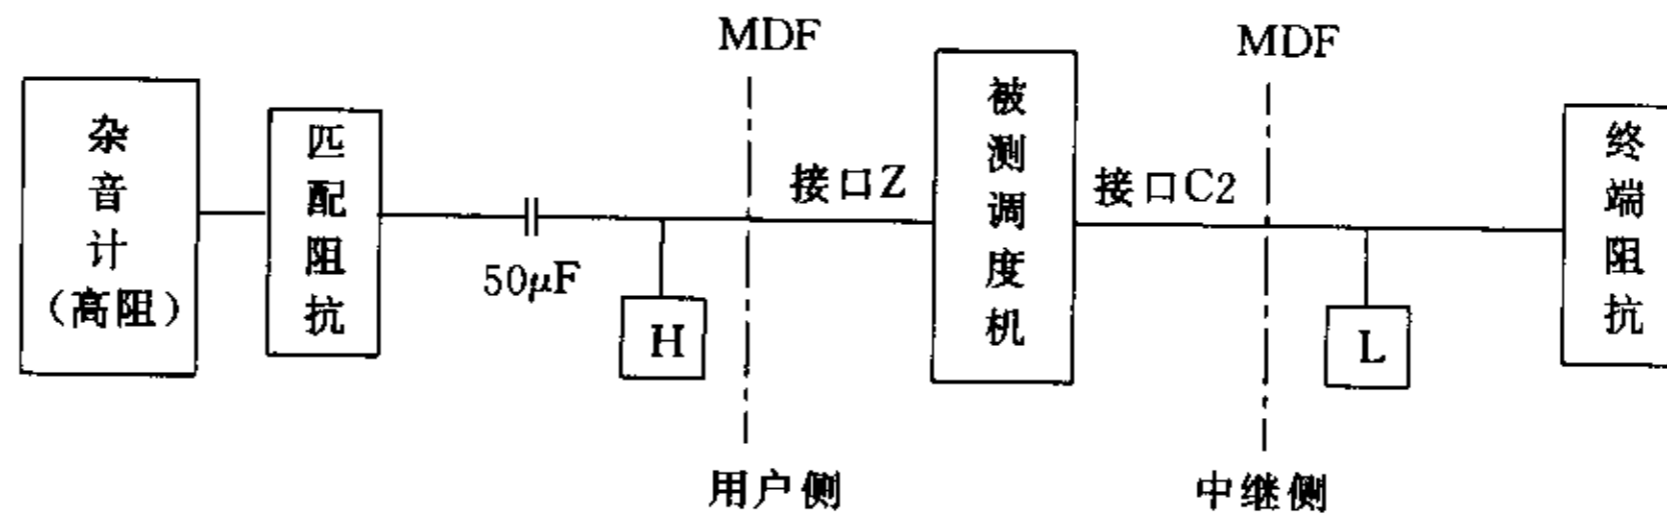 MDF
MDF
杂音计(高阻)
匹配阻抗
50μF
H
接口Z
被测调度机
接口C2
L
终端阻抗
用户侧
中继侧